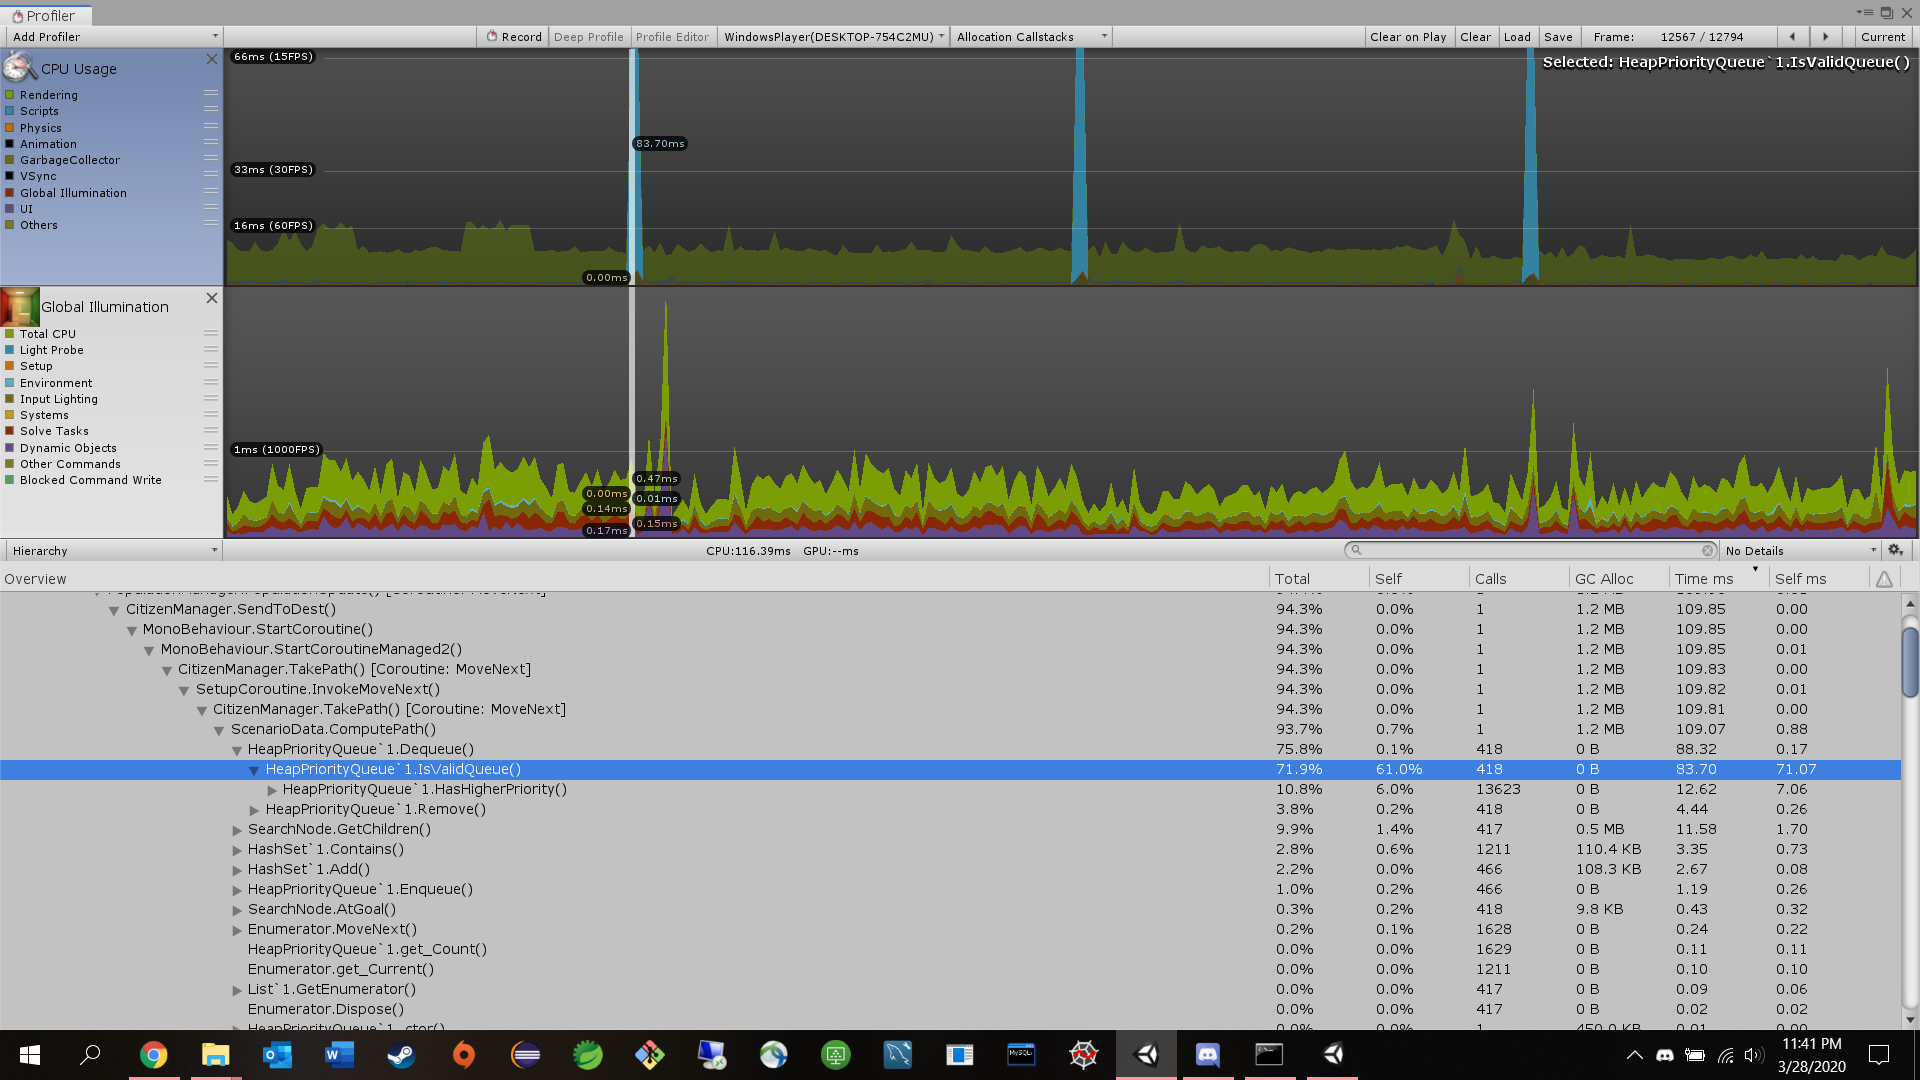 Profiler
Add Profiler Record Deep Profile Profile Editor WindowsPlayer(DESKTOP-754C2MU) Allocation Callstacks Clear on Play Clear Load Save Frame: 12567 / 12794 Current
CPU Usage
Rendering
Scripts
Physics
Animation
GarbageCollector
VSync
Global Illumination
UI
Others
66ms (15FPS)
Selected: HeapPriorityQueue`1.IsValidQueue()
83.70ms
33ms (30FPS)
16ms (60FPS)
0.00ms
Global Illumination
Total CPU
Light Probe
Setup
Environment
Input Lighting
Systems
Solve Tasks
Dynamic Objects
Other Commands
Blocked Command Write
1ms (1000FPS)
0.47ms
0.00ms 0.01ms
0.14ms
0.15ms
0.17ms
Hierarchy CPU:116.39ms GPU:--ms No Details
Overview Total Self Calls GC Alloc Time ms Self ms
CitizenManager.SendToDest() 94.3% 0.0% 1 1.2 MB 109.85 0.00
MonoBehaviour.StartCoroutine() 94.3% 0.0% 1 1.2 MB 109.85 0.00
MonoBehaviour.StartCoroutineManaged2() 94.3% 0.0% 1 1.2 MB 109.85 0.01
CitizenManager.TakePath() [Coroutine: MoveNext] 94.3% 0.0% 1 1.2 MB 109.83 0.00
SetupCoroutine.InvokeMoveNext() 94.3% 0.0% 1 1.2 MB 109.82 0.01
CitizenManager.TakePath() [Coroutine: MoveNext] 94.3% 0.0% 1 1.2 MB 109.81 0.00
ScenarioData.ComputePath() 93.7% 0.7% 1 1.2 MB 109.07 0.88
HeapPriorityQueue`1.Dequeue() 75.8% 0.1% 418 0 B 88.32 0.17
HeapPriorityQueue`1.IsValidQueue() 71.9% 61.0% 418 0 B 83.70 71.07
HeapPriorityQueue`1.HasHigherPriority() 10.8% 6.0% 13623 0 B 12.62 7.06
HeapPriorityQueue`1.Remove() 3.8% 0.2% 418 0 B 4.44 0.26
SearchNode.GetChildren() 9.9% 1.4% 417 0.5 MB 11.58 1.70
HashSet`1.Contains() 2.8% 0.6% 1211 110.4 KB 3.35 0.73
HashSet`1.Add() 2.2% 0.0% 466 108.3 KB 2.67 0.08
HeapPriorityQueue`1.Enqueue() 1.0% 0.2% 466 0 B 1.19 0.26
SearchNode.AtGoal() 0.3% 0.2% 418 9.8 KB 0.43 0.32
Enumerator.MoveNext() 0.2% 0.1% 1628 0 B 0.24 0.22
HeapPriorityQueue`1.get_Count() 0.0% 0.0% 1629 0 B 0.11 0.11
Enumerator.get_Current() 0.0% 0.0% 1211 0 B 0.10 0.10
List`1.GetEnumerator() 0.0% 0.0% 417 0 B 0.09 0.06
Enumerator.Dispose() 0.0% 0.0% 417 0 B 0.02 0.02
HeapPriorityQueue`1..ctor() 0.0% 0.0% 1 450.0 KB 0.01 0.00
MySQL
11:41 PM
3/28/2020